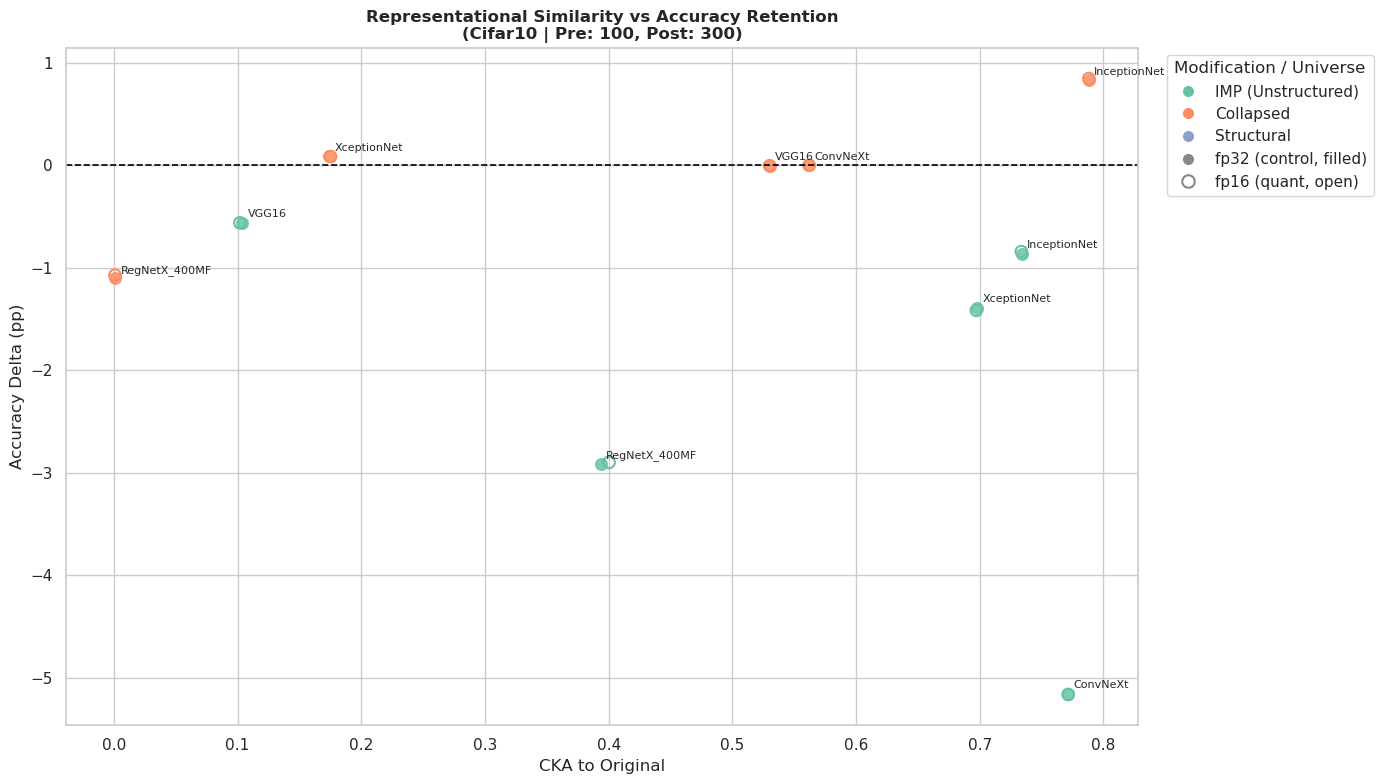 Representational Similarity vs Accuracy Retention
(Cifar10 | Pre: 100, Post: 300)
Modification / Universe
IMP (Unstructured)
Collapsed
Structural
fp32 (control, filled)
fp16 (quant, open)
Accuracy Delta (pp)
1
0
−1
−2
−3
−4
−5
InceptionNet
XceptionNet
VGG16
ConvNeXt
VGG16
InceptionNet
RegNetX_400MF
XceptionNet
RegNetX_400MF
ConvNeXt
0.0
0.1
0.2
0.3
0.4
0.5
0.6
0.7
0.8
CKA to Original